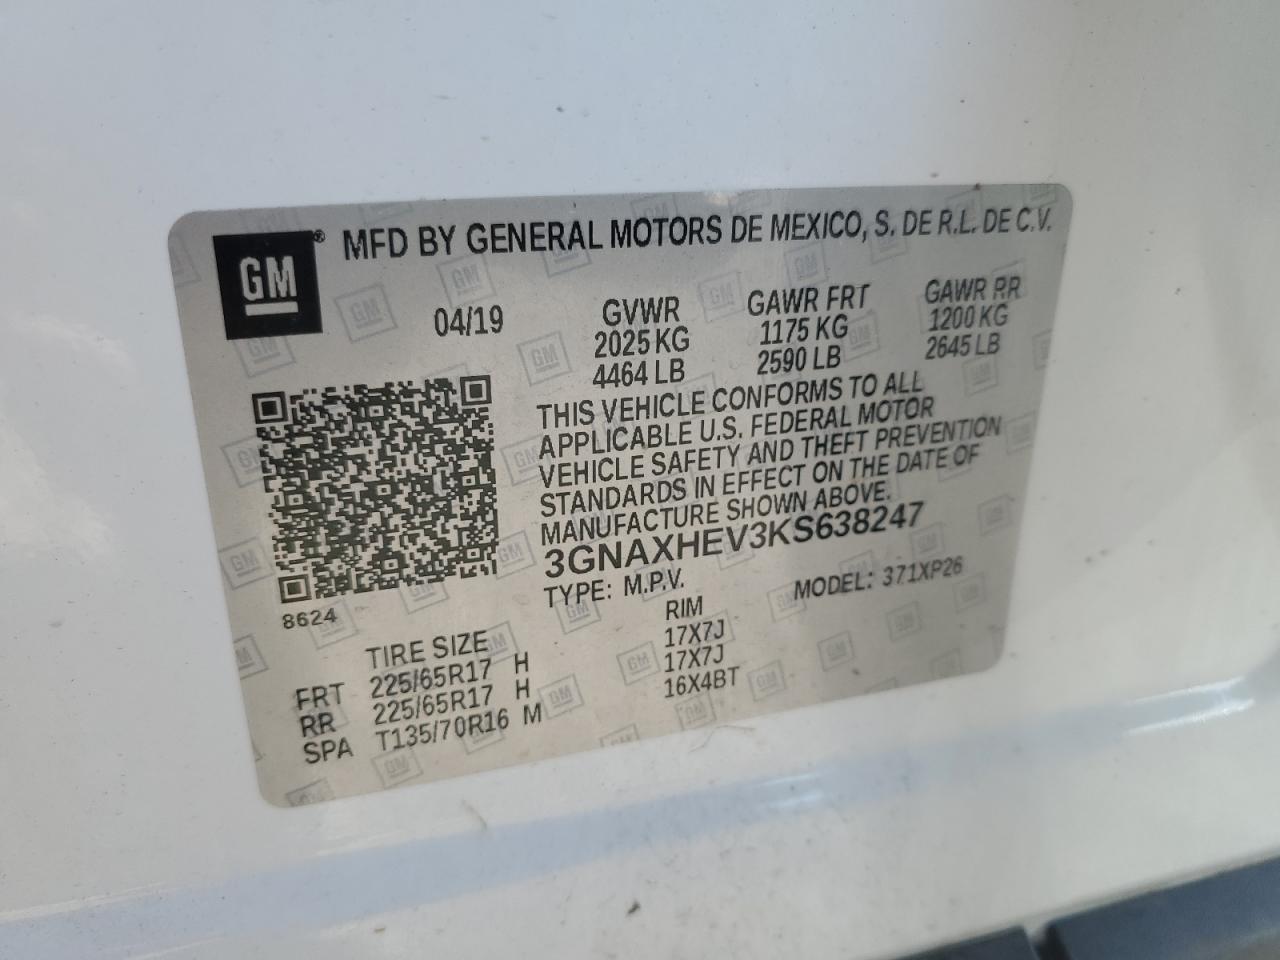 GM ® MFD BY GENERAL MOTORS DE MEXICO, S. DE R.L. DE C.V.
04/19 GVWR GAWR FRT GAWR RR
2025 KG 1175 KG 1200 KG
4464 LB 2590 LB 2645 LB
THIS VEHICLE CONFORMS TO ALL
APPLICABLE U.S. FEDERAL MOTOR
VEHICLE SAFETY AND THEFT PREVENTION
STANDARDS IN EFFECT ON THE DATE OF
MANUFACTURE SHOWN ABOVE.
3GNAXHEV3KS638247
TYPE: M.P.V. MODEL: 371XP26
8624
TIRE SIZE RIM
FRT 225/65R17 H 17X7J
RR 225/65R17 H 17X7J
SPA T135/70R16 M 16X4BT